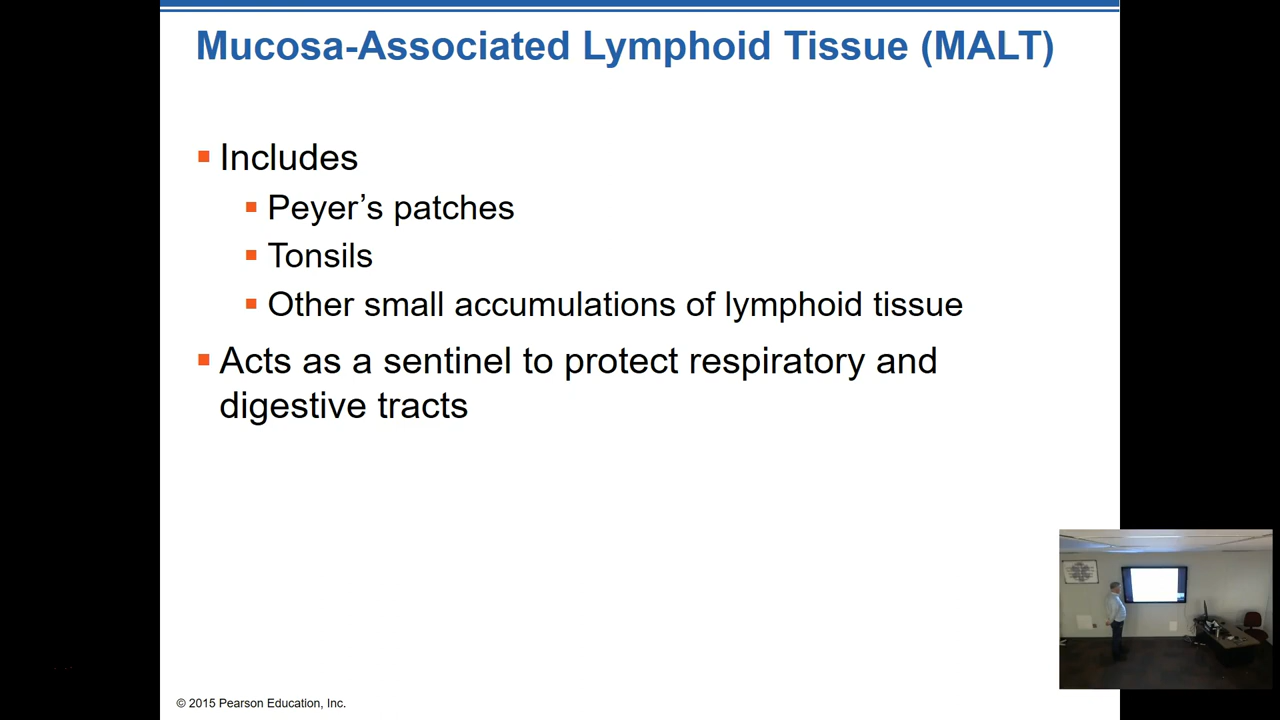 Mucosa-Associated Lymphoid Tissue (MALT)
Includes
Peyer’s patches
Tonsils
Other small accumulations of lymphoid tissue
Acts as a sentinel to protect respiratory and
digestive tracts
© 2015 Pearson Education, Inc.